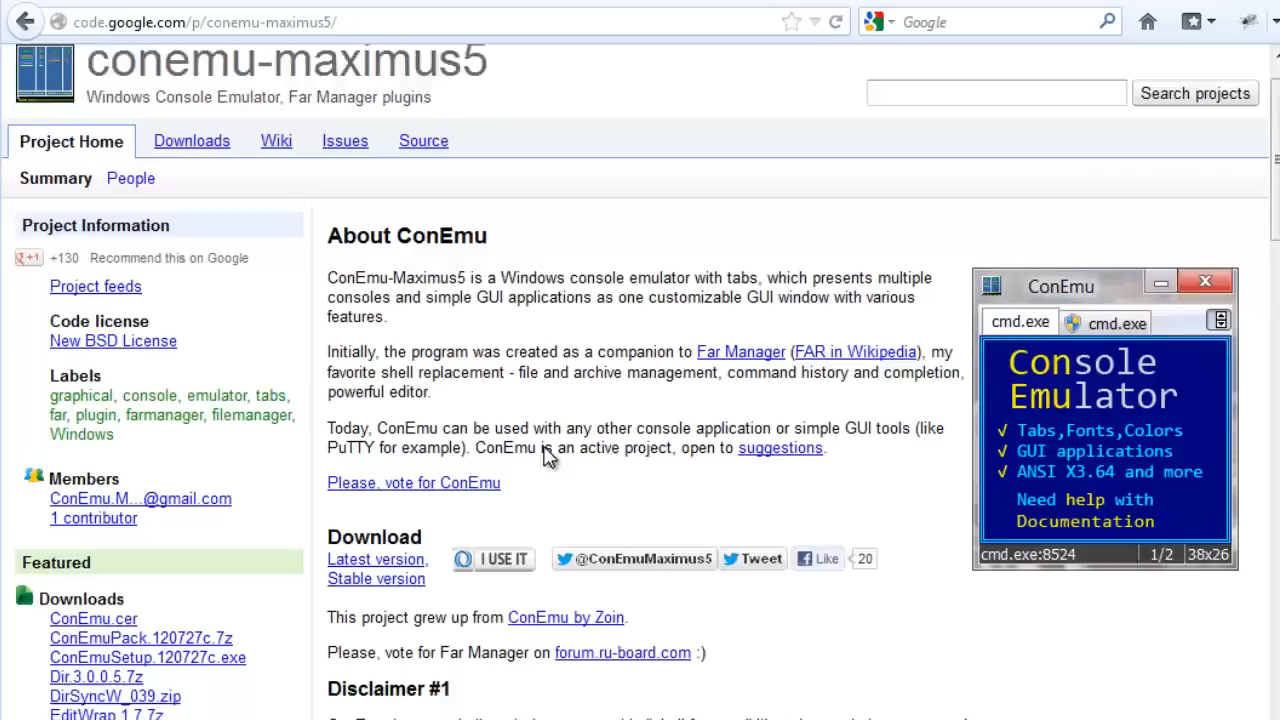 code.google.com/p/conemu-maximus5/
Google
conemu-maximus5
Windows Console Emulator, Far Manager plugins
Search projects
Project Home
Downloads
Wiki
Issues
Source
Summary
People
Project Information
g+1
+130
Recommend this on Google
Project feeds
Code license
New BSD License
Labels
graphical, console, emulator, tabs,
far, plugin, farmanager, filemanager,
Windows
Members
ConEmu.M...@gmail.com
1 contributor
Featured
Downloads
ConEmu.cer
ConEmuPack.120727c.7z
ConEmuSetup.120727c.exe
Dir.3.0.0.5.7z
DirSyncW_039.zip
EditWrap.1.7.7z
About ConEmu
ConEmu-Maximus5 is a Windows console emulator with tabs, which presents multiple
consoles and simple GUI applications as one customizable GUI window with various
features.
Initially, the program was created as a companion to Far Manager (FAR in Wikipedia), my
favorite shell replacement - file and archive management, command history and completion,
powerful editor.
Today, ConEmu can be used with any other console application or simple GUI tools (like
PuTTY for example). ConEmu is an active project, open to suggestions.
Please, vote for ConEmu
Download
Latest version,
Stable version
I USE IT
@ConEmuMaximus5
Tweet
Like
20
This project grew up from ConEmu by Zoin.
Please, vote for Far Manager on forum.ru-board.com :)
Disclaimer #1
ConEmu
cmd.exe
cmd.exe
Console
Emulator
√ Tabs,Fonts,Colors
√ GUI applications
√ ANSI X3.64 and more
Need help with
Documentation
cmd.exe:8524
1/2
38x26